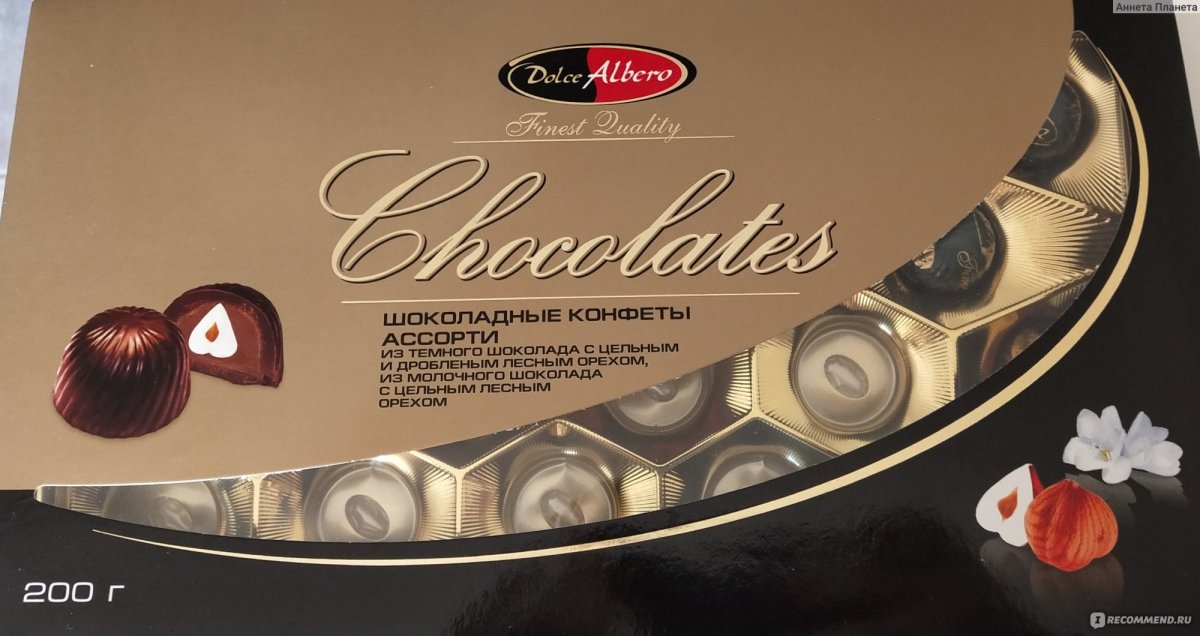 Аннета Планета
Dolce Albero
Finest Quality
Chocolates
ШОКОЛАДНЫЕ КОНФЕТЫ
АССОРТИ
ИЗ ТЕМНОГО ШОКОЛАДА С ЦЕЛЬНЫМ
И ДРОБЛЕНЫМ ЛЕСНЫМ ОРЕХОМ,
ИЗ МОЛОЧНОГО ШОКОЛАДА
С ЦЕЛЬНЫМ ЛЕСНЫМ
ОРЕХОМ
200 г
IRECOMMEND.RU